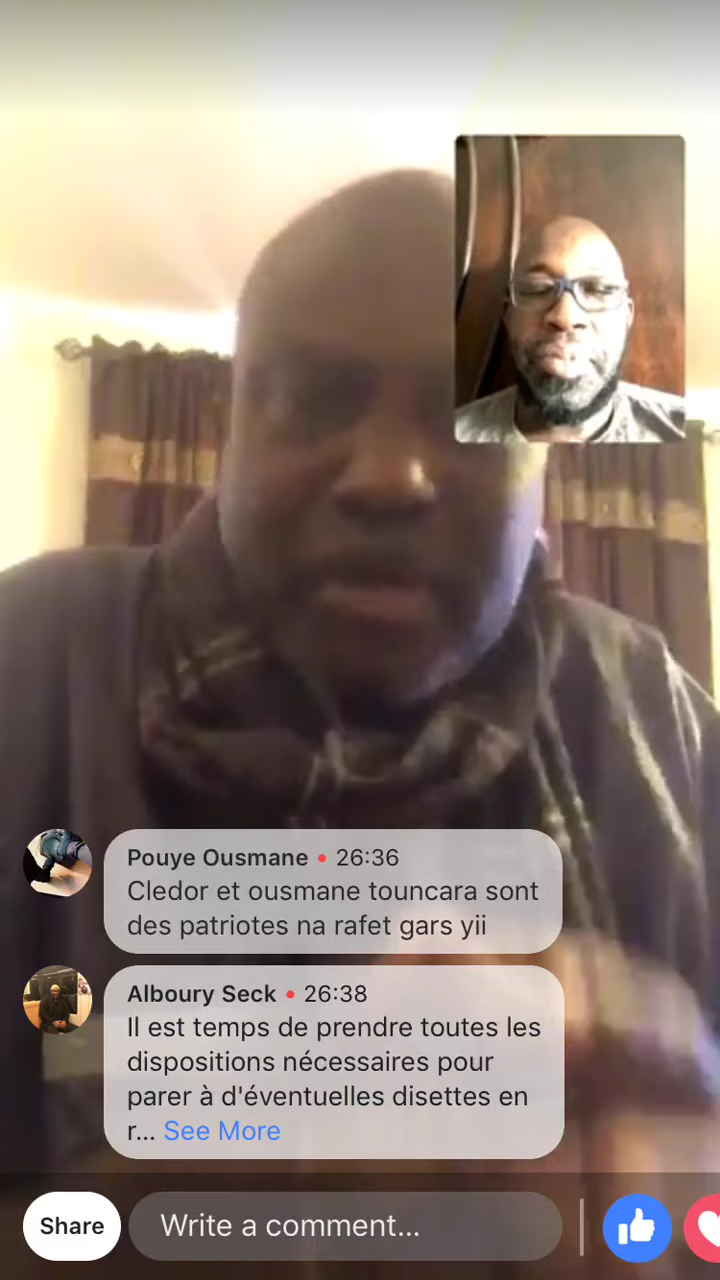 Pouye Ousmane • 26:36
Cledor et ousmane touncara sont
des patriotes na rafet gars yii
Alboury Seck • 26:38
Il est temps de prendre toutes les
dispositions nécessaires pour
parer à d'éventuelles disettes en
r... See More
Share
Write a comment...